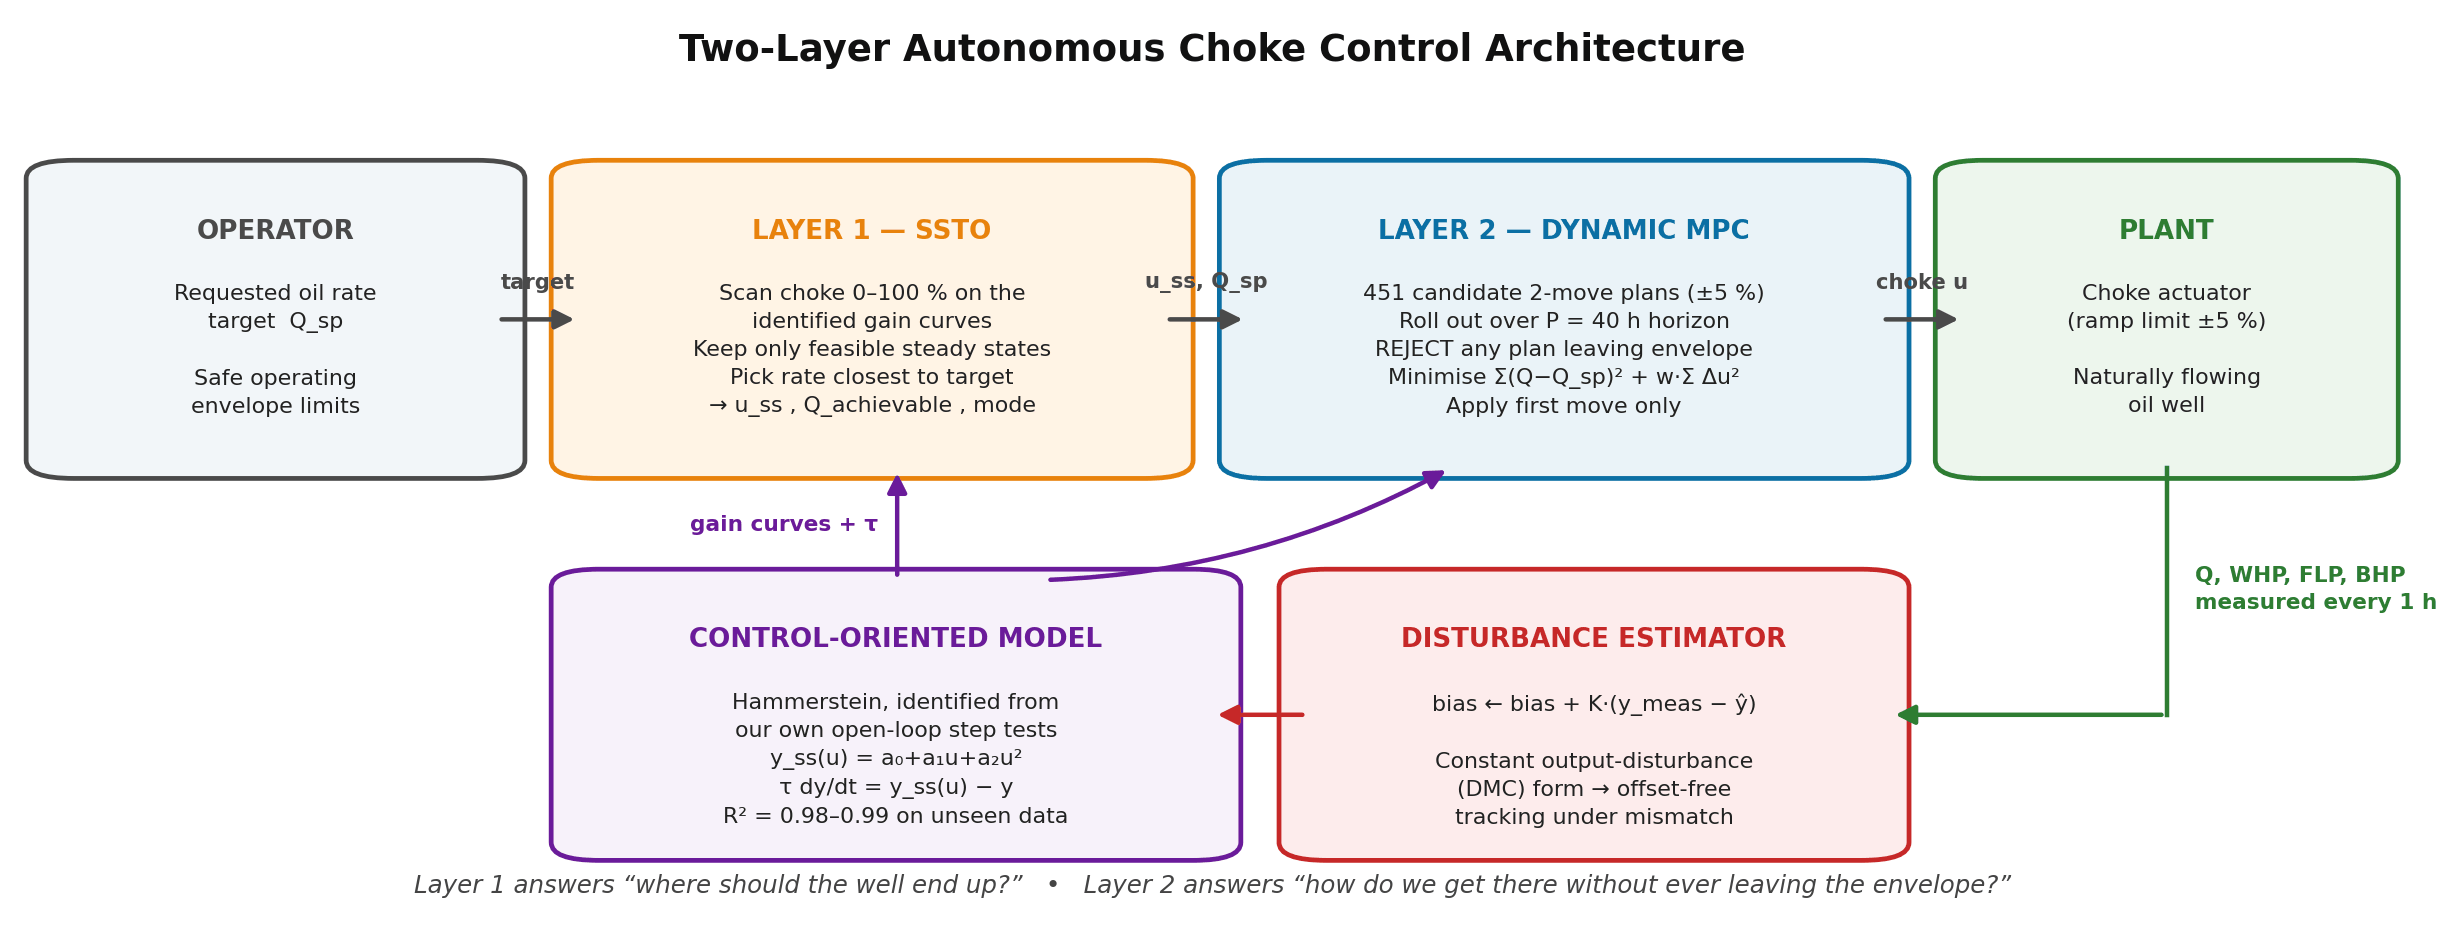 Two-Layer Autonomous Choke Control Architecture
OPERATOR
Requested oil rate
target  Q_sp
Safe operating
envelope limits
target
LAYER 1 — SSTO
Scan choke 0–100 % on the
identified gain curves
Keep only feasible steady states
Pick rate closest to target
→ u_ss , Q_achievable , mode
u_ss, Q_sp
LAYER 2 — DYNAMIC MPC
451 candidate 2-move plans (±5 %)
Roll out over P = 40 h horizon
REJECT any plan leaving envelope
Minimise Σ(Q−Q_sp)² + w·Σ Δu²
Apply first move only
choke u
PLANT
Choke actuator
(ramp limit ±5 %)
Naturally flowing
oil well
gain curves + τ
Q, WHP, FLP, BHP
measured every 1 h
CONTROL-ORIENTED MODEL
Hammerstein, identified from
our own open-loop step tests
y_ss(u) = a₀+a₁u+a₂u²
τ dy/dt = y_ss(u) − y
R² = 0.98–0.99 on unseen data
DISTURBANCE ESTIMATOR
bias ← bias + K·(y_meas − ŷ)
Constant output-disturbance
(DMC) form → offset-free
tracking under mismatch
Layer 1 answers “where should the well end up?”   •   Layer 2 answers “how do we get there without ever leaving the envelope?”